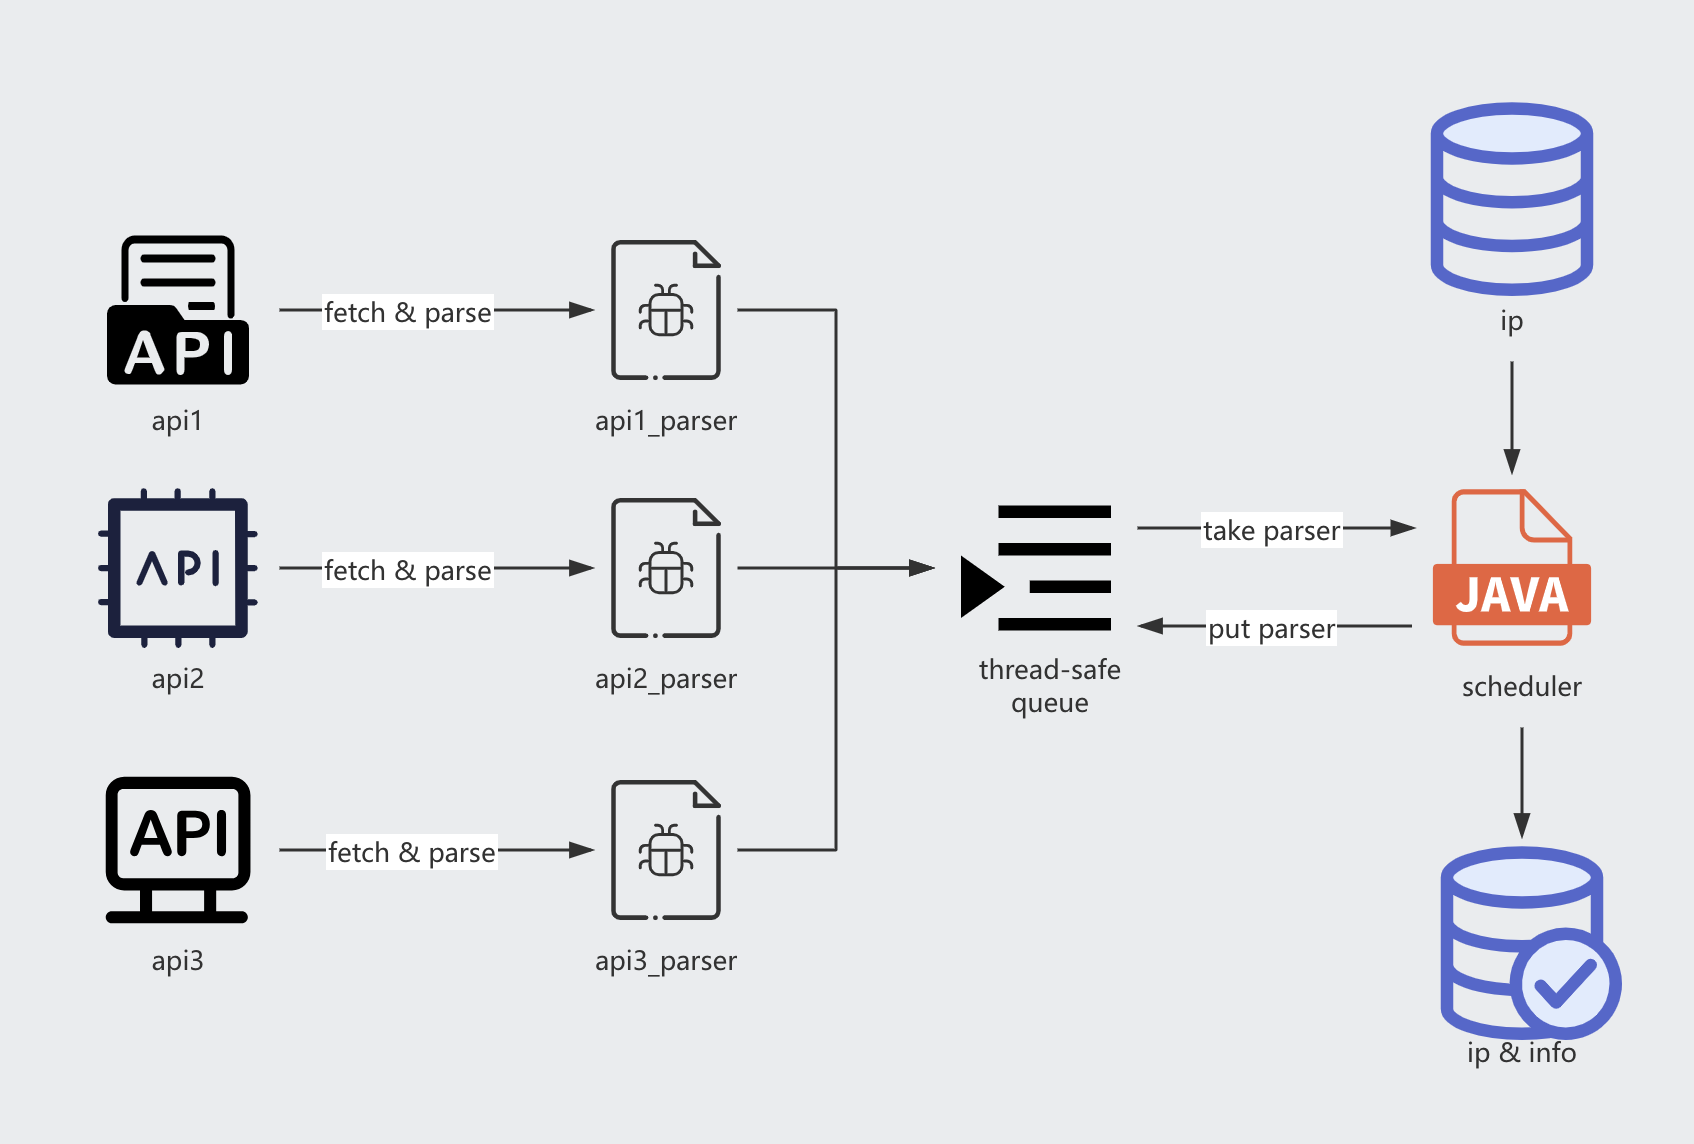 API
api1
fetch & parse
api1_parser
API
api2
fetch & parse
api2_parser
API
api3
fetch & parse
api3_parser
thread-safe
queue
take parser
put parser
ip
JAVA
scheduler
ip & info